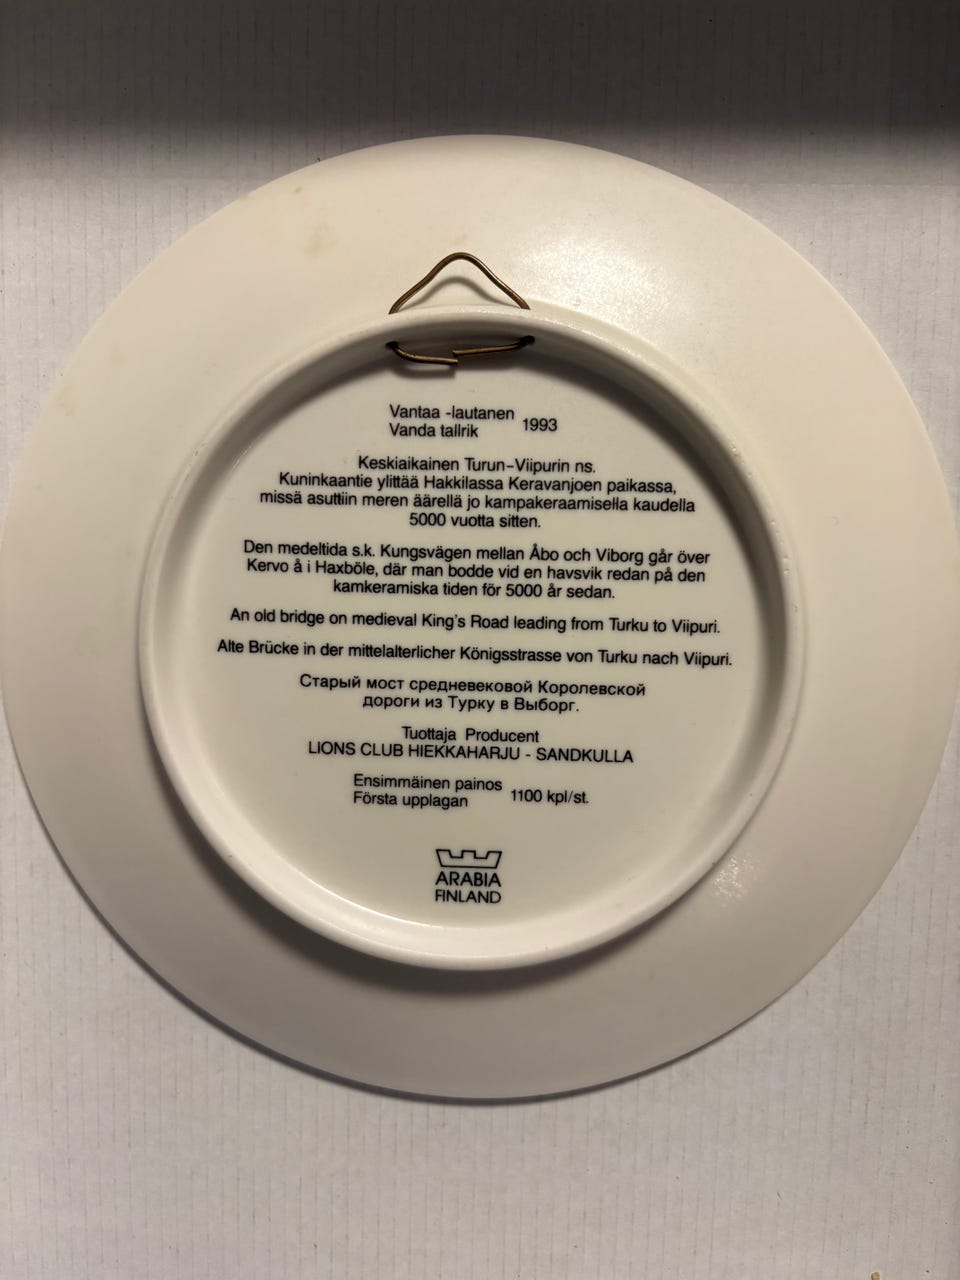 Vantaa -lautanen 1993
Vanda tallrik
Keskiaikainen Turun-Viipurin ns.
Kuninkaantie ylittää Hakkilassa Keravanjoen paikassa,
missä asuttiin meren äärellä jo kampakeraamisella kaudella
5000 vuotta sitten.
Den medeltida s.k. Kungsvägen mellan Åbo och Viborg går över
Kervo å i Haxböle, där man bodde vid en havsvik redan på den
kamkeramiska tiden för 5000 år sedan.
An old bridge on medieval King's Road leading from Turku to Viipuri.
Alte Brücke in der mittelalterlicher Königsstrasse von Turku nach Viipuri.
Старый мост средневековой Королевской
дороги из Турку в Выборг.
Tuottaja Producent
LIONS CLUB HIEKKAHARJU - SANDKULLA
Ensimmäinen painos 1100 kpl/st.
Första upplagan
ARABIA
FINLAND